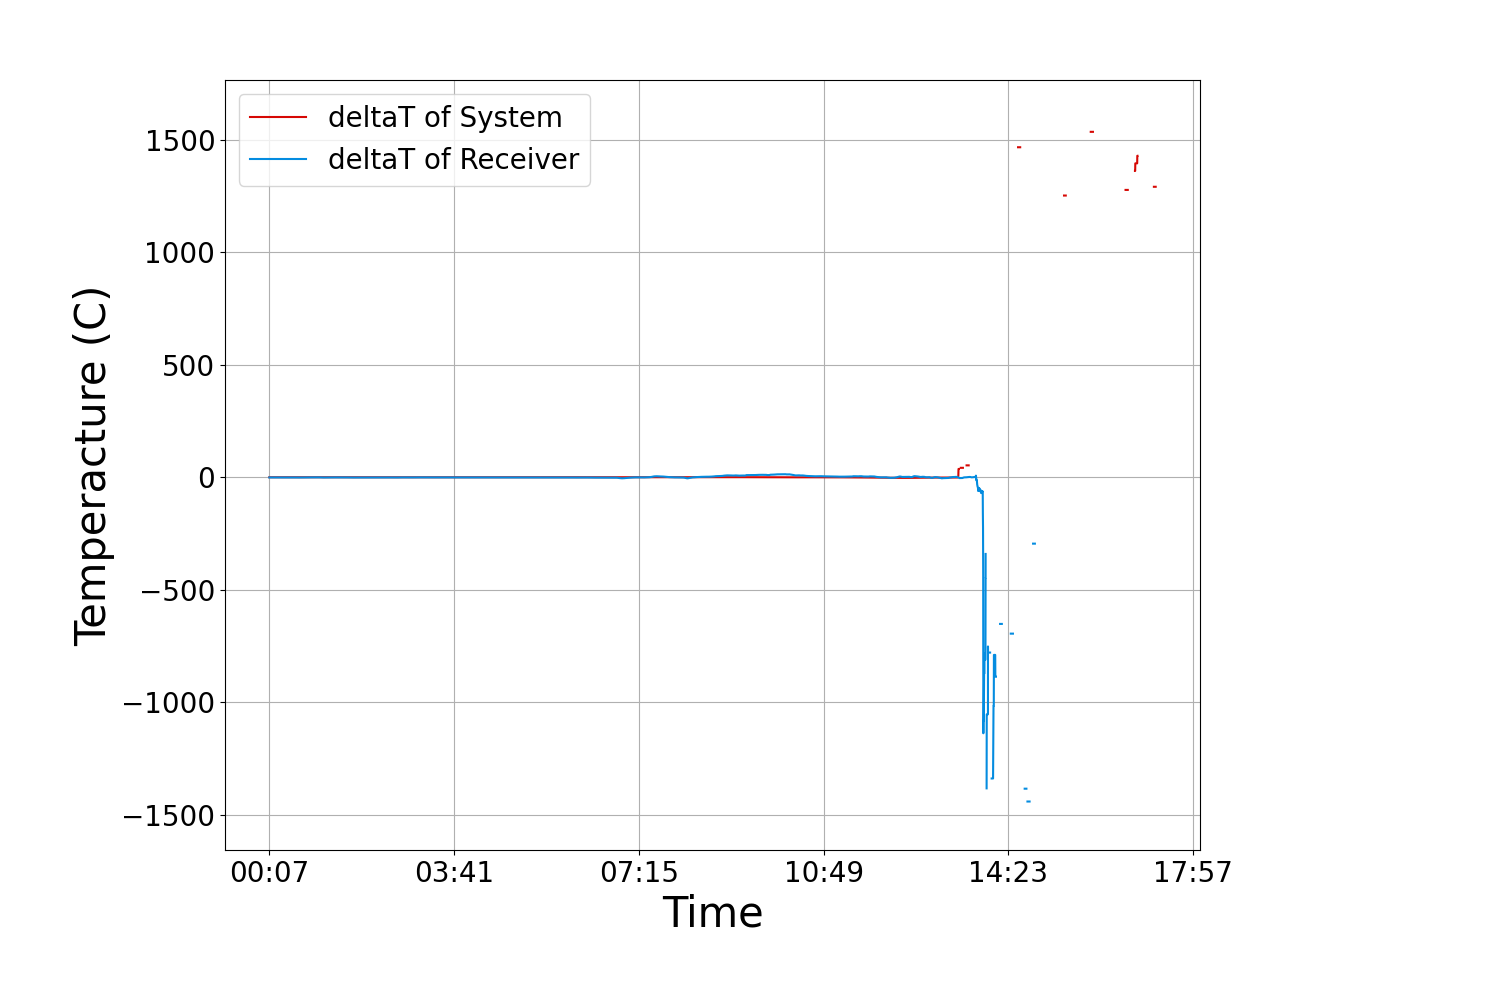 deltaT of System
deltaT of Receiver
1500
1000
500
0
−500
−1000
−1500
Temperacture (C)
00:07 03:41 07:15 10:49 14:23 17:57
Time